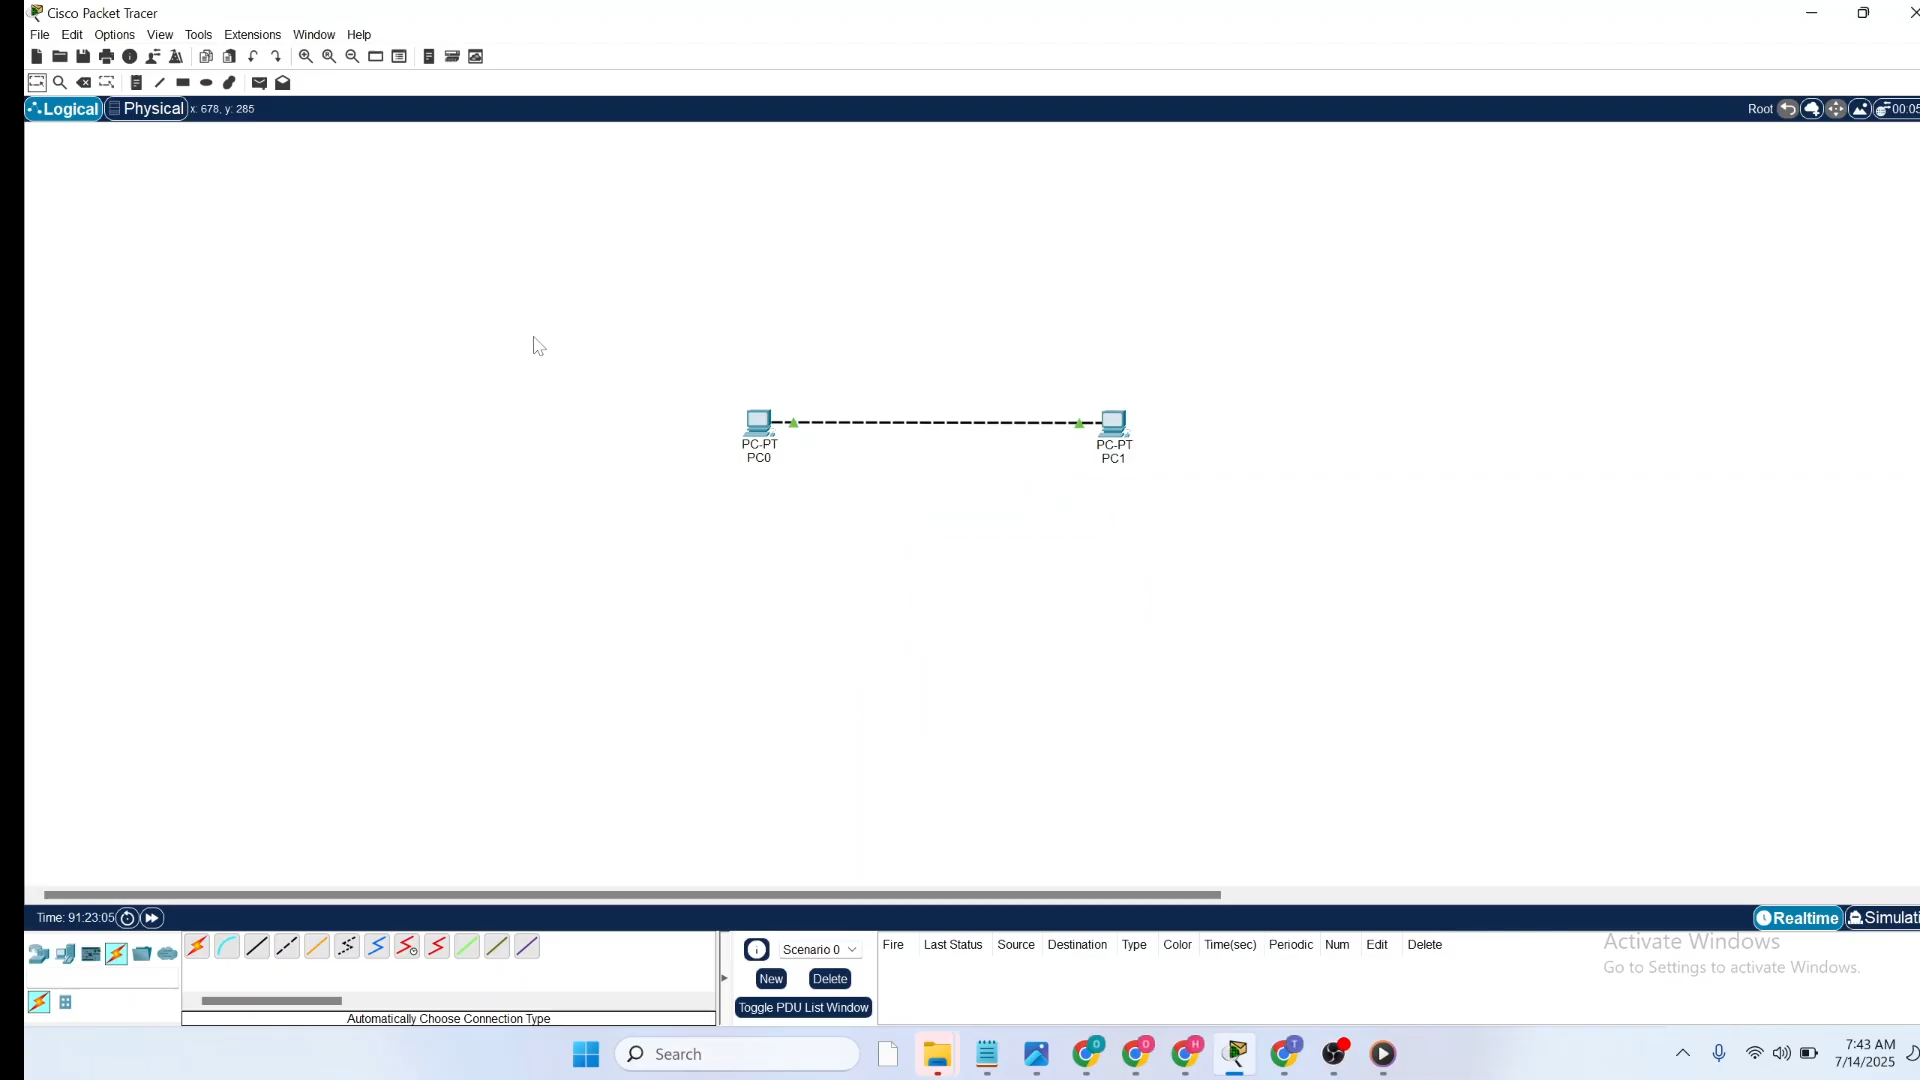 Cisco Packet Tracer
File Edit Options View Tools Extensions Window Help
Logical Physical x: 678, y: 285 Root 00:05
PC-PT PC-PT
PC0 PC1
Time: 91:23:05 Realtime Simulati
Scenario 0 Fire Last Status Source Destination Type Color Time(sec) Periodic Num Edit Delete
Activate Windows
Go to Settings to activate Windows.
New Delete
Toggle PDU List Window
Automatically Choose Connection Type
Search
O O H T
7:43 AM
7/14/2025